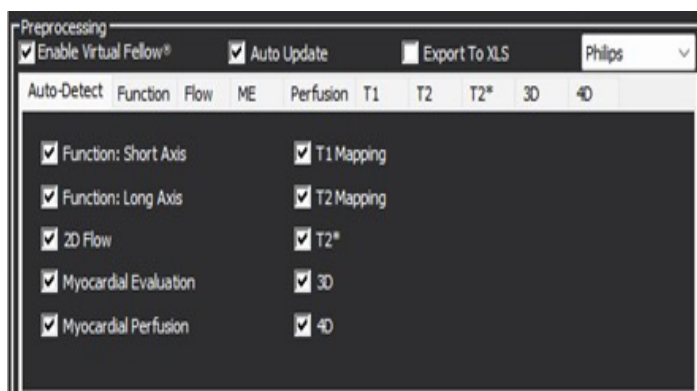 Preprocessing
Enable Virtual Fellow® Auto Update Export To XLS Philips
Auto-Detect Function Flow ME Perfusion T1 T2 T2* 3D 4D
Function: Short Axis T1 Mapping
Function: Long Axis T2 Mapping
2D Flow T2*
Myocardial Evaluation 3D
Myocardial Perfusion 4D